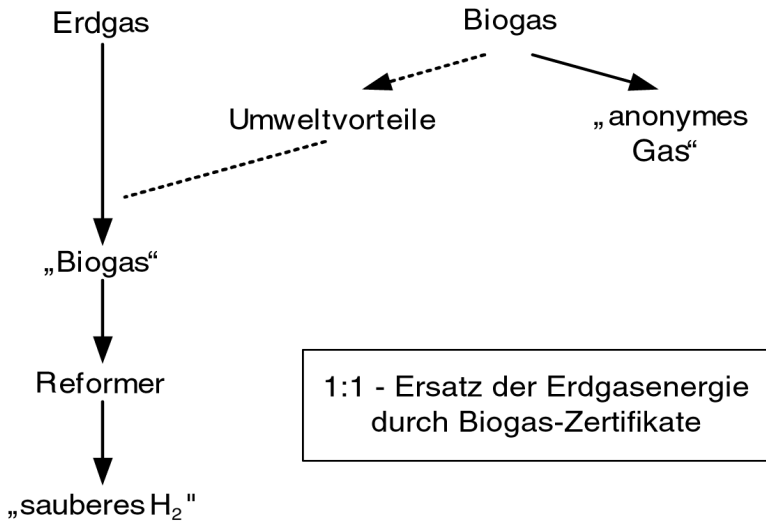 Erdgas
Biogas
Umweltvorteile
„anonymes
Gas“
„Biogas“
Reformer
1:1 - Ersatz der Erdgasenergie
durch Biogas-Zertifikate
„sauberes H₂"